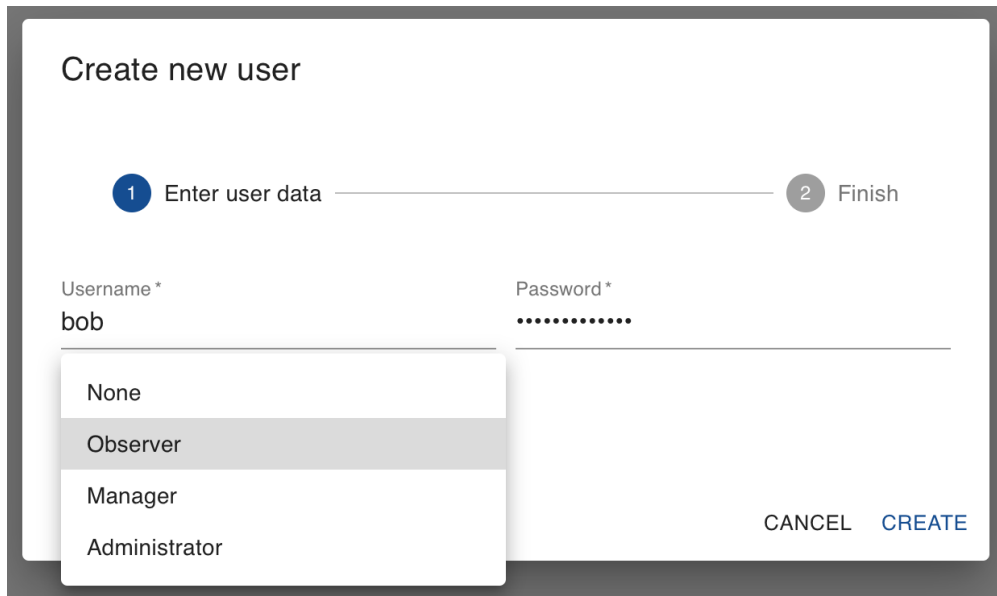 Create new user
1 Enter user data 2 Finish
Username * Password *
bob •••••••••••••
None
Observer
Manager
Administrator
CANCEL CREATE